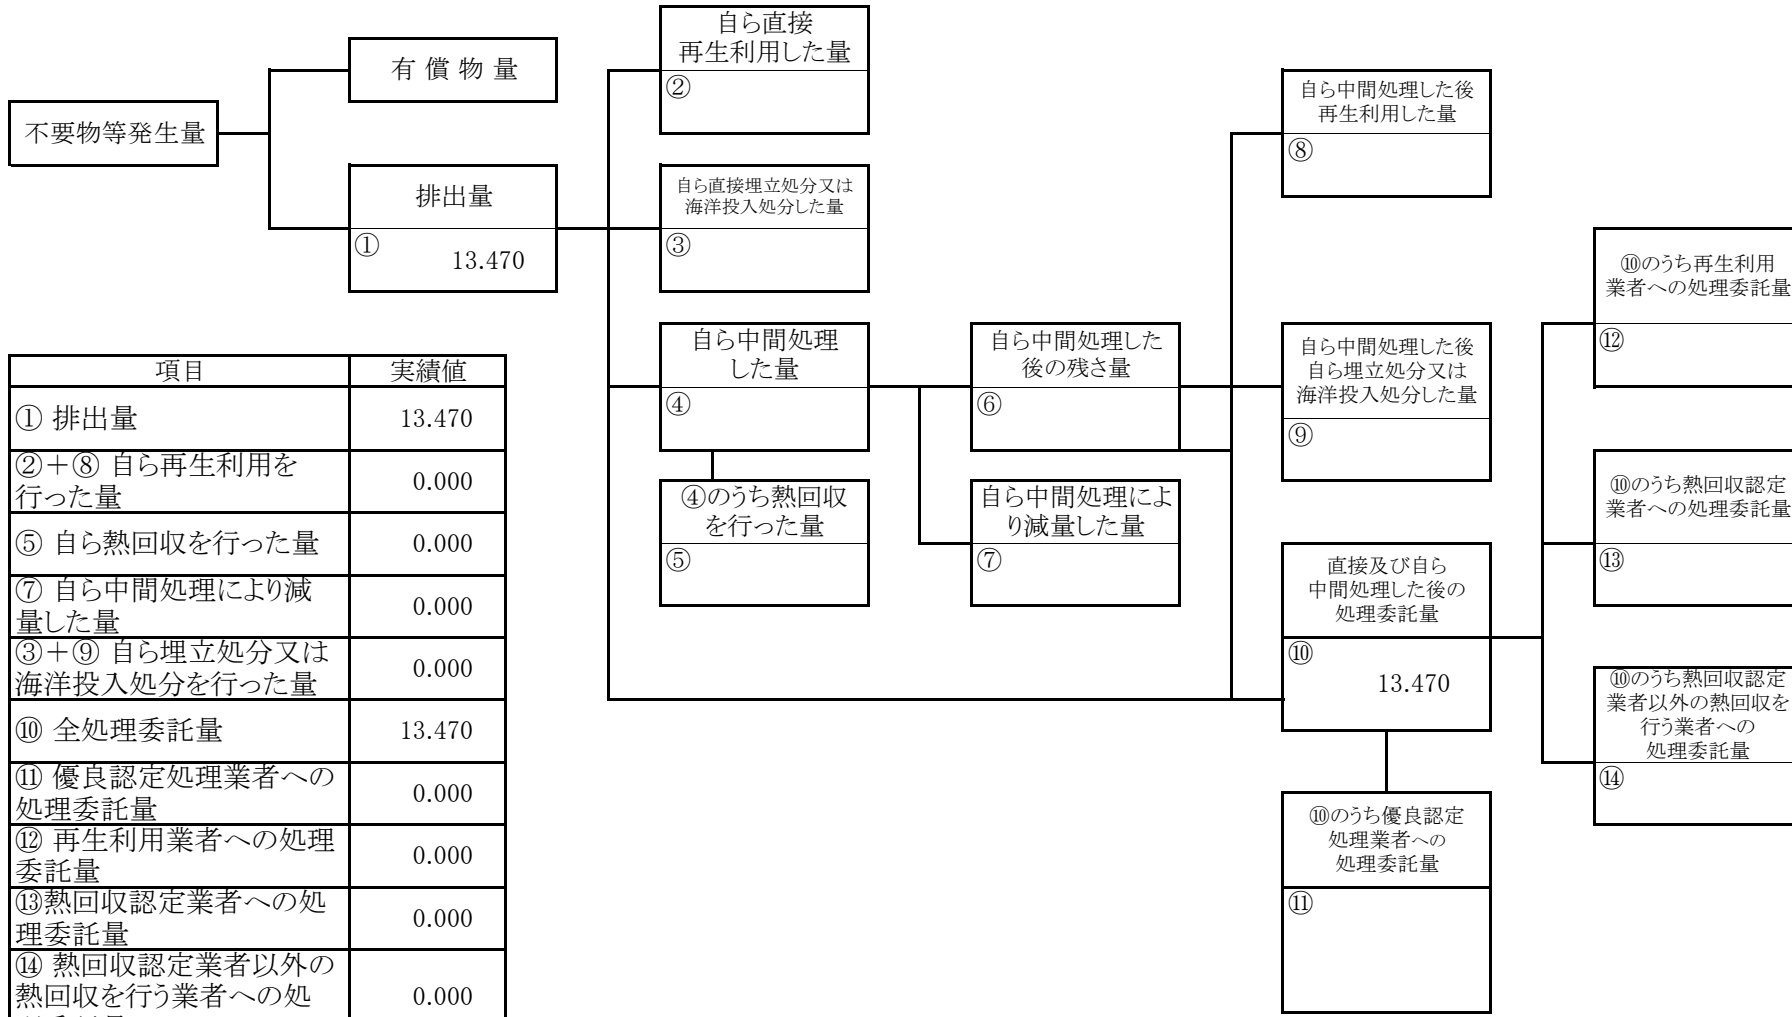 不要物等発生量
有 償 物 量
排出量
①
13.470
自ら直接
再生利用した量
②
自ら直接埋立処分又は
海洋投入処分した量
③
自ら中間処理
した量
④
④のうち熱回収
を行った量
⑤
自ら中間処理した
後の残さ量
⑥
自ら中間処理によ
り減量した量
⑦
自ら中間処理した後
再生利用した量
⑧
自ら中間処理した後
自ら埋立処分又は
海洋投入処分した量
⑨
直接及び自ら
中間処理した後の
処理委託量
⑩
13.470
⑩のうち優良認定
処理業者への
処理委託量
⑪
⑩のうち再生利用
業者への処理委託量
⑫
⑩のうち熱回収認定
業者への処理委託量
⑬
⑩のうち熱回収認定
業者以外の熱回収を
行う業者への
処理委託量
⑭
項目 実績値
① 排出量 13.470
②＋⑧ 自ら再生利用を
行った量 0.000
⑤ 自ら熱回収を行った量 0.000
⑦ 自ら中間処理により減
量した量 0.000
③＋⑨ 自ら埋立処分又は
海洋投入処分を行った量 0.000
⑩ 全処理委託量 13.470
⑪ 優良認定処理業者への
処理委託量 0.000
⑫ 再生利用業者への処理
委託量 0.000
⑬熱回収認定業者への処
理委託量 0.000
⑭ 熱回収認定業者以外の
熱回収を行う業者への処 0.000